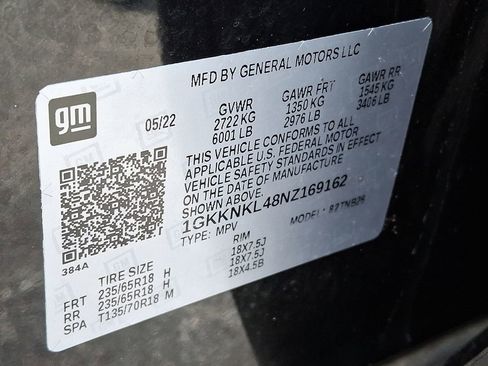 gm
MFD BY GENERAL MOTORS LLC
05/22
GVWR GAWR FRT GAWR RR
2722 KG 1350 KG 1545 KG
6001 LB 2976 LB 3406 LB
THIS VEHICLE CONFORMS TO ALL
APPLICABLE U.S. FEDERAL MOTOR
VEHICLE SAFETY STANDARDS IN EFFECT
ON THE DATE OF MANUFACTURE SHOWN ABOVE.
1GKKNKL48NZ169162
TYPE: MPV MODEL:
384A
TIRE SIZE RIM
FRT 235/65R18 H 18X7.5J
RR 235/65R18 H 18X7.5J
SPA T135/70R18 M 18X4.5B